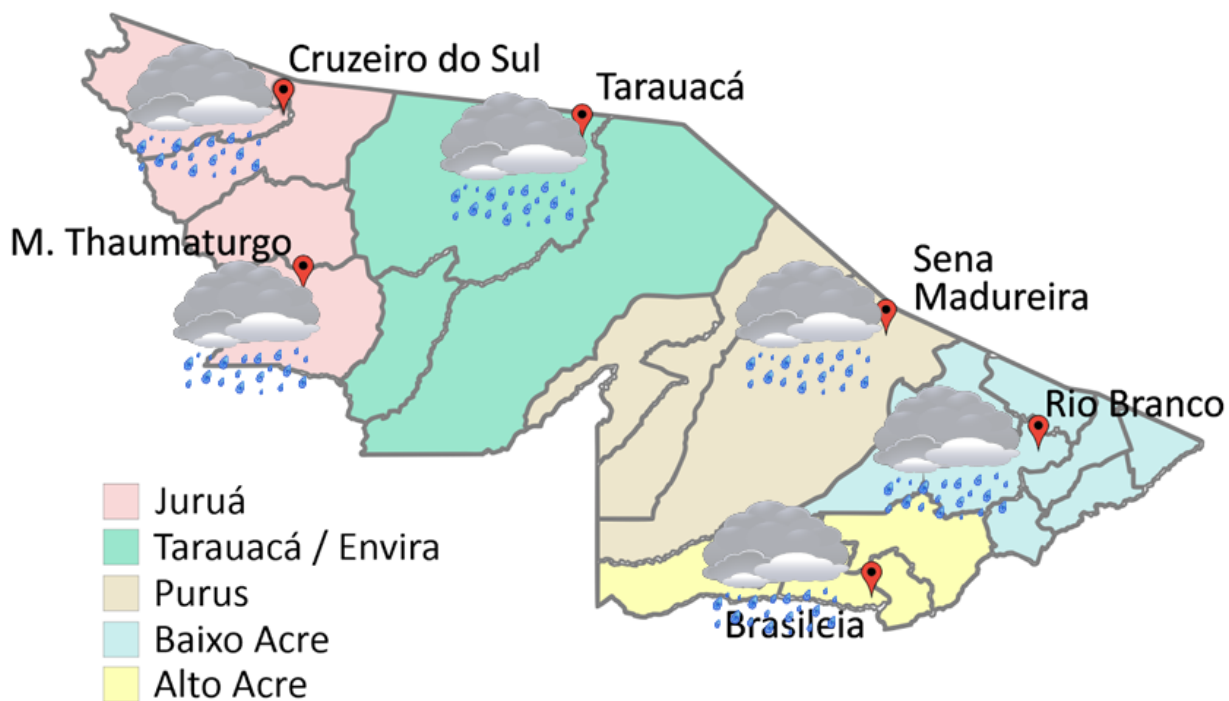 Cruzeiro do Sul
Tarauacá
M. Thaumaturgo
Sena
Madureira
Rio Branco
Brasileia
Juruá
Tarauacá / Envira
Purus
Baixo Acre
Alto Acre